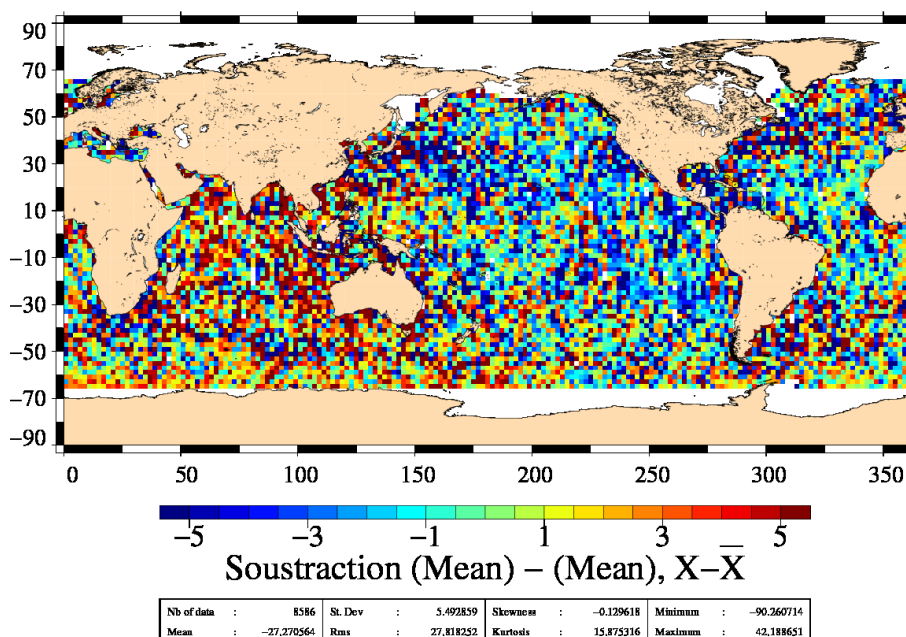 90
70
50
30
10
−10
−30
−50
−70
−90
0 50 100 150 200 250 300 350
−5 −3 −1 1 3 5
Soustraction (Mean) − (Mean), X−X̅
Nb of data : 8586 St. Dev : 5.492859 Skewness : −0.129618 Minimum : −90.260714
Mean : −27.270564 Rms : 27.818252 Kurtosis : 15.875316 Maximum : 42.188651